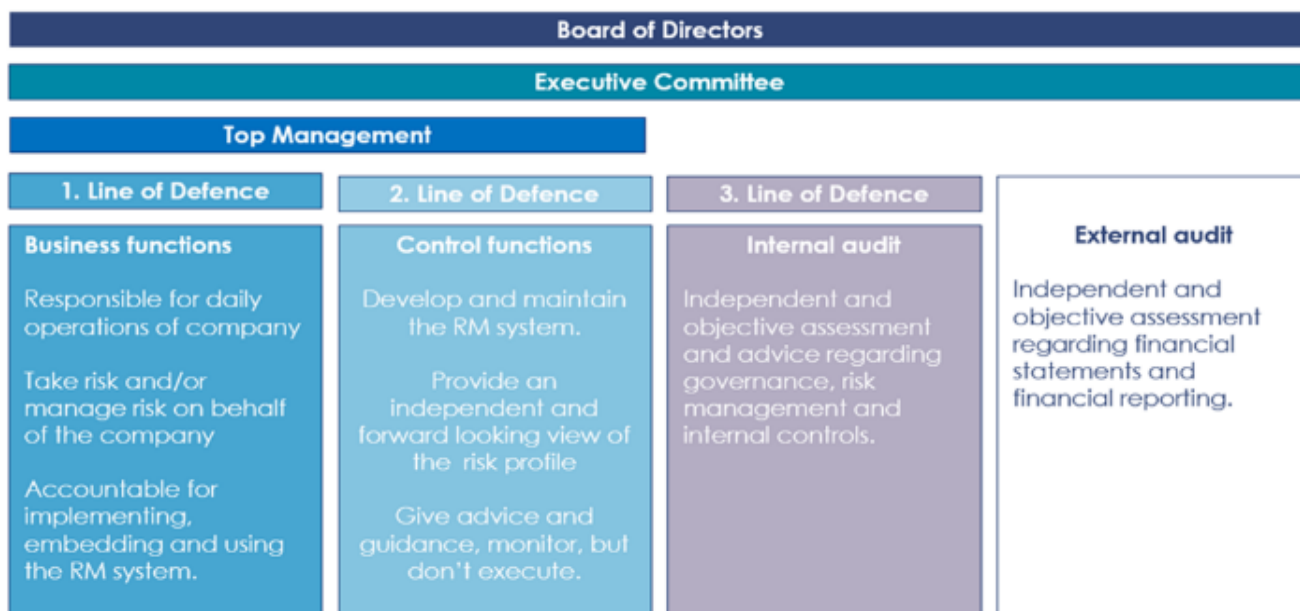 Board of Directors
Executive Committee
Top Management
1. Line of Defence
2. Line of Defence
3. Line of Defence
Business functions
Responsible for daily
operations of company
Take risk and/or
manage risk on behalf
of the company
Accountable for
implementing,
embedding and using
the RM system.
Control functions
Develop and maintain
the RM system.
Provide an
independent and
forward looking view of
the risk profile
Give advice and
guidance, monitor, but
don't execute.
Internal audit
Independent and
objective assessment
and advice regarding
governance, risk
management and
internal controls.
External audit
Independent and
objective assessment
regarding financial
statements and
financial reporting.